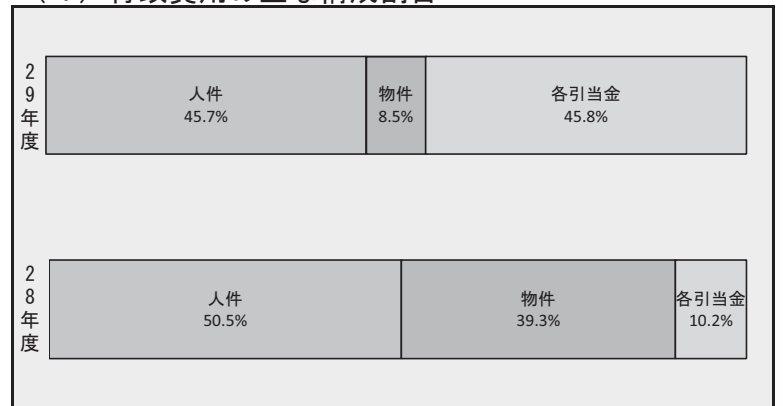 29年度
人件
45.7%
物件
8.5%
各引当金
45.8%
28年度
人件
50.5%
物件
39.3%
各引当金
10.2%